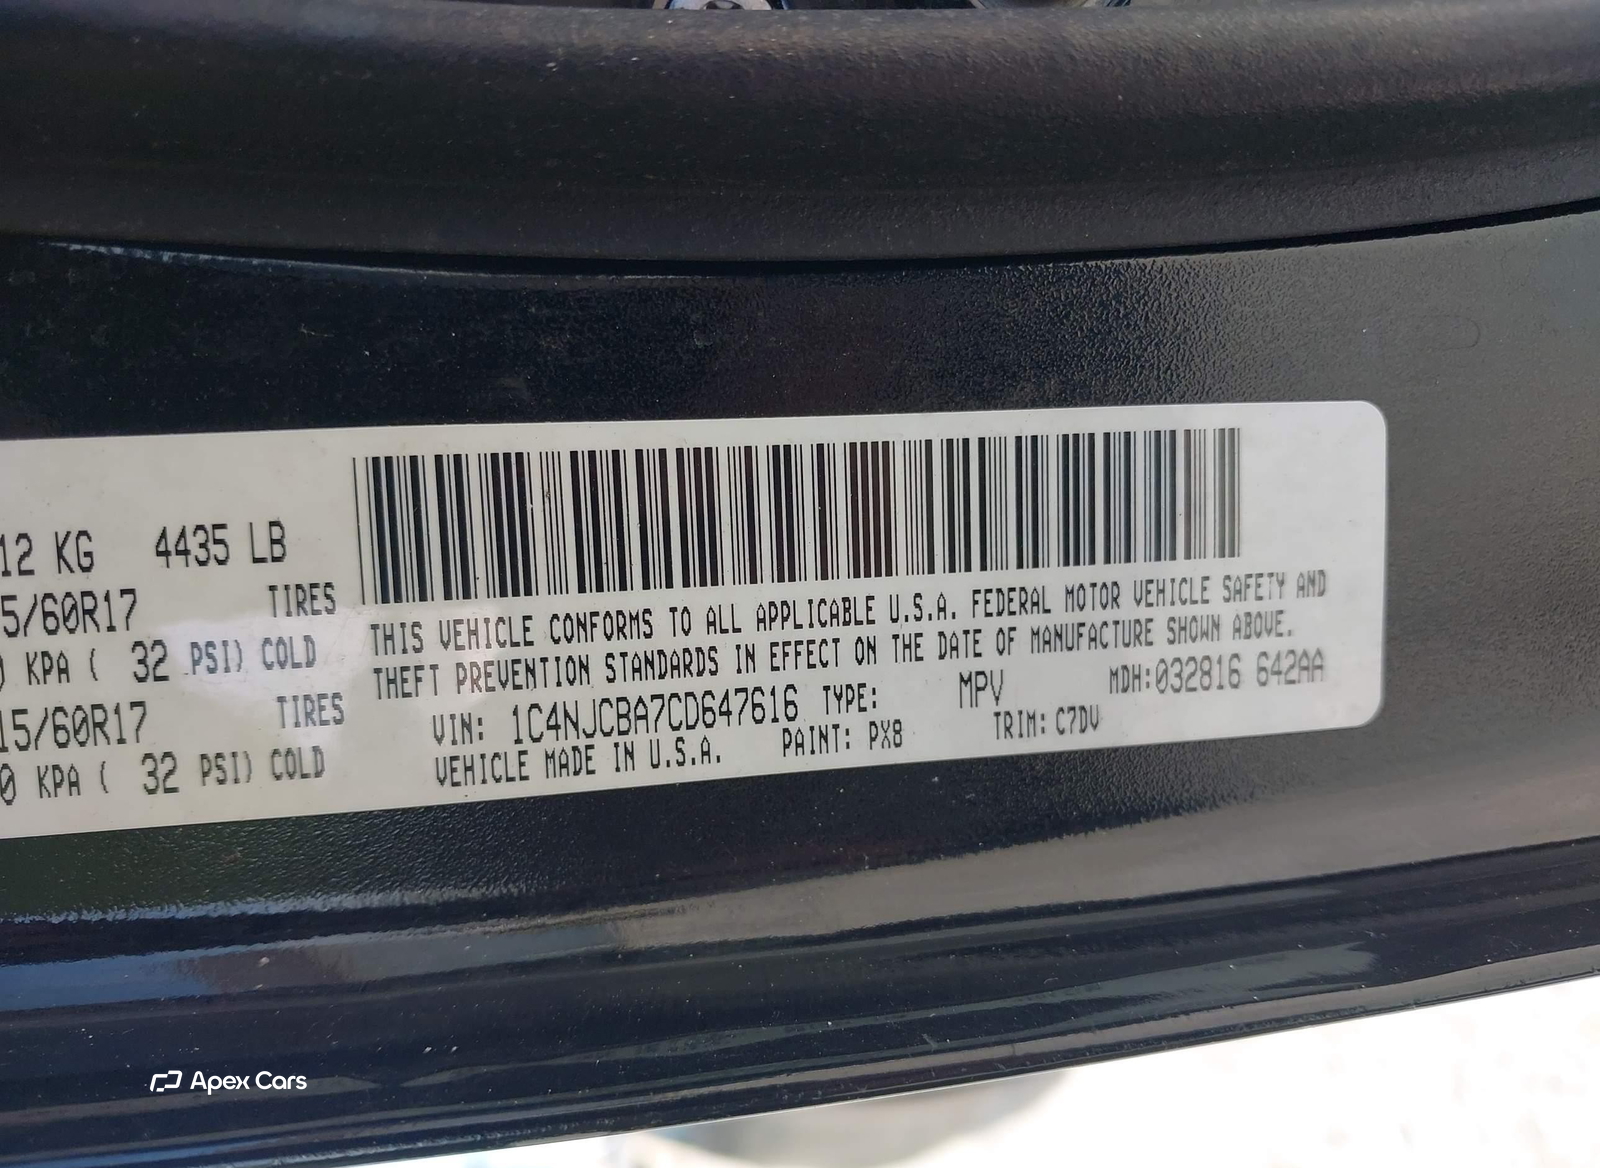 12 KG 4435 LB
5/60R17 TIRES
0 KPA ( 32 PSI) COLD
15/60R17 TIRES
0 KPA ( 32 PSI) COLD
THIS VEHICLE CONFORMS TO ALL APPLICABLE U.S.A. FEDERAL MOTOR VEHICLE SAFETY AND
THEFT PREVENTION STANDARDS IN EFFECT ON THE DATE OF MANUFACTURE SHOWN ABOVE.
VIN: 1C4NJCBA7CD647616 TYPE: MPV MDH:032816 642AA
VEHICLE MADE IN U.S.A. PAINT: PX8 TRIM: C7DV
Apex Cars